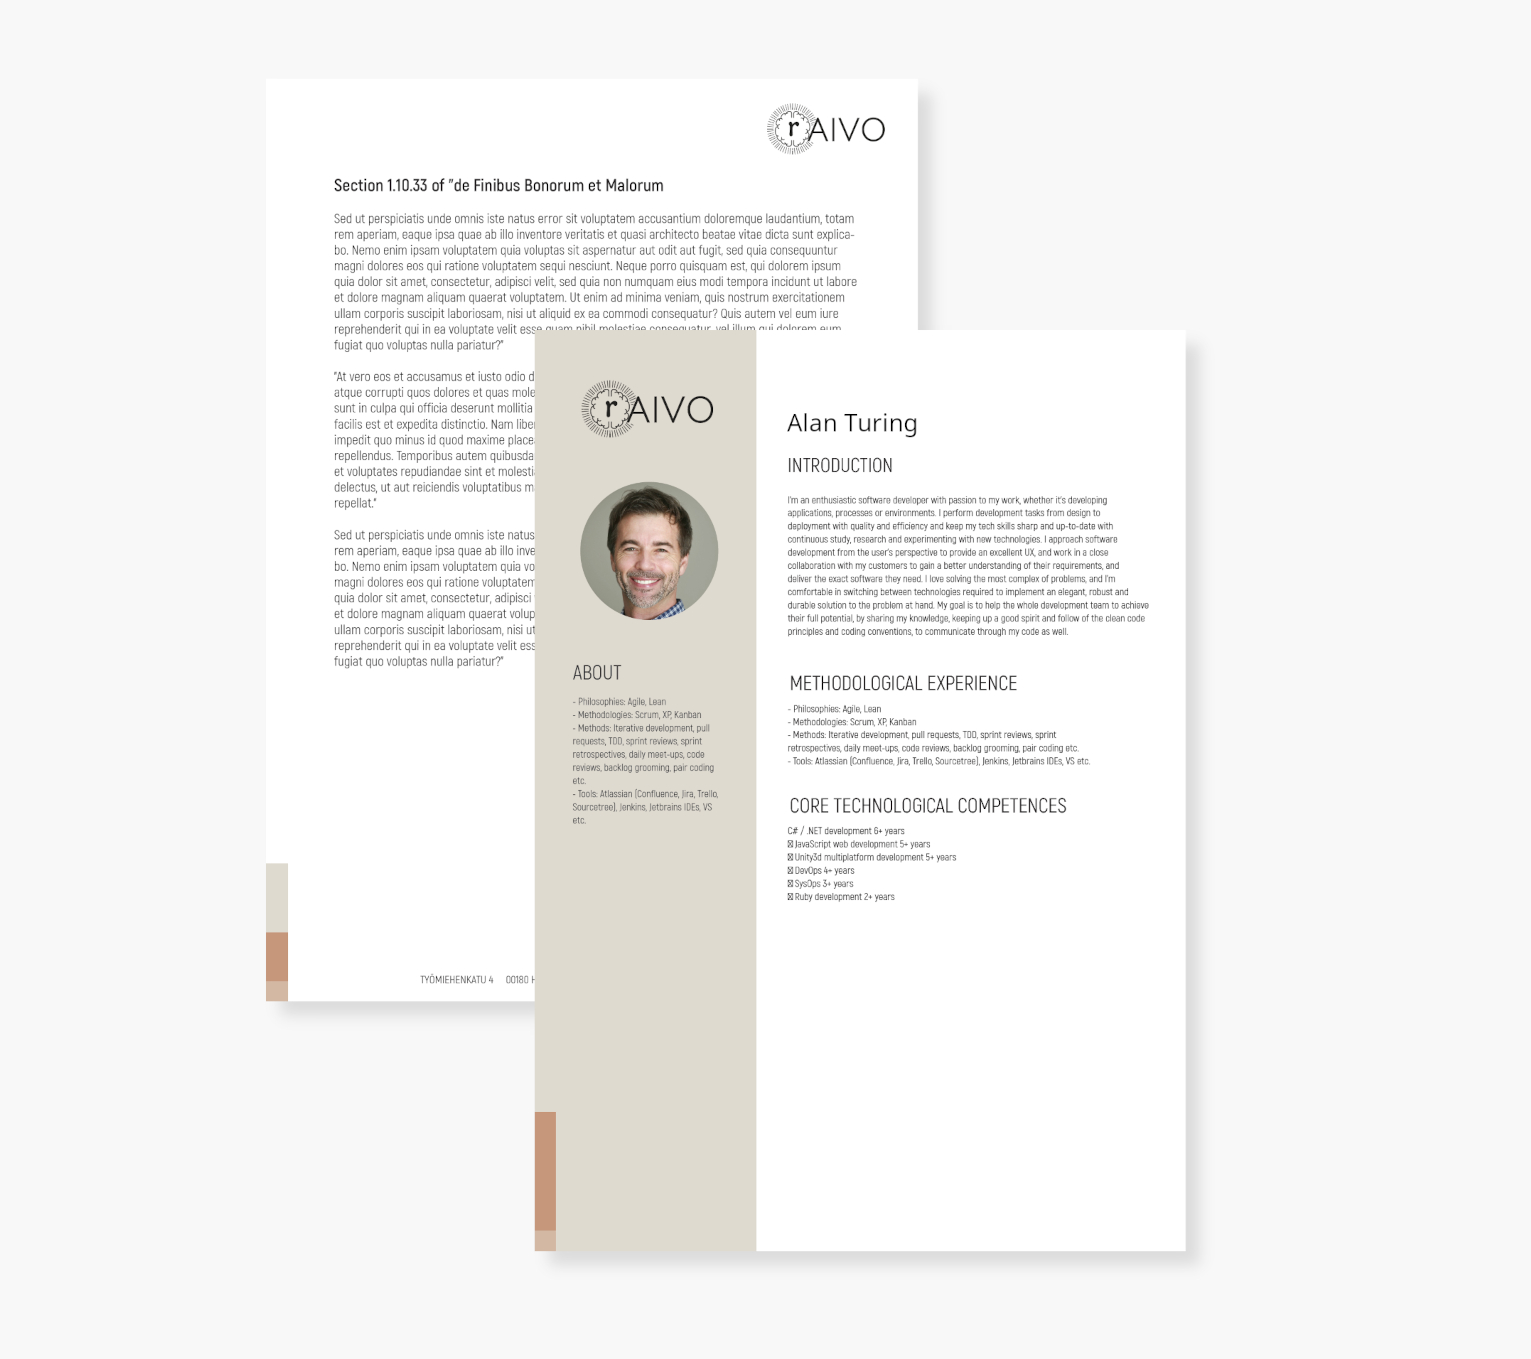 rAIVO
Section 1.10.33 of "de Finibus Bonorum et Malorum
Sed ut perspiciatis unde omnis iste natus error sit voluptatem accusantium doloremque laudantium, totam
rem aperiam, eaque ipsa quae ab illo inventore veritatis et quasi architecto beatae vitae dicta sunt explica-
bo. Nemo enim ipsam voluptatem quia voluptas sit aspernatur aut odit aut fugit, sed quia consequuntur
magni dolores eos qui ratione voluptatem sequi nesciunt. Neque porro quisquam est, qui dolorem ipsum
quia dolor sit amet, consectetur, adipisci velit, sed quia non numquam eius modi tempora incidunt ut labore
et dolore magnam aliquam quaerat voluptatem. Ut enim ad minima veniam, quis nostrum exercitationem
ullam corporis suscipit laboriosam, nisi ut aliquid ex ea commodi consequatur? Quis autem vel eum iure
reprehenderit qui in ea voluptate velit esse quam nihil molestiae consequatur, vel illum qui dolorem eum
fugiat quo voluptas nulla pariatur?"
"At vero eos et accusamus et iusto odio d
atque corrupti quos dolores et quas mole
sunt in culpa qui officia deserunt mollitia
facilis est et expedita distinctio. Nam libe
impedit quo minus id quod maxime place
repellendus. Temporibus autem quibusda
et voluptates repudiandae sint et molesti
delectus, ut aut reiciendis voluptatibus m
repellat."
Sed ut perspiciatis unde omnis iste natus
rem aperiam, eaque ipsa quae ab illo inve
bo. Nemo enim ipsam voluptatem quia vo
magni dolores eos qui ratione voluptatem
quia dolor sit amet, consectetur, adipisci
et dolore magnam aliquam quaerat volup
ullam corporis suscipit laboriosam, nisi ut
reprehenderit qui in ea voluptate velit ess
fugiat quo voluptas nulla pariatur?"
TYÖMIEHENKATU 4 00180 H
rAIVO
ABOUT
- Philosophies: Agile, Lean
- Methodologies: Scrum, XP, Kanban
- Methods: Iterative development, pull
requests, TDD, sprint reviews, sprint
retrospectives, daily meet-ups, code
reviews, backlog grooming, pair coding
etc.
- Tools: Atlassian (Confluence, Jira, Trello,
Sourcetree), Jenkins, Jetbrains IDEs, VS
etc.
Alan Turing
INTRODUCTION
I'm an enthusiastic software developer with passion to my work, whether it's developing
applications, processes or environments. I perform development tasks from design to
deployment with quality and efficiency and keep my tech skills sharp and up-to-date with
continuous study, research and experimenting with new technologies. I approach software
development from the user's perspective to provide an excellent UX, and work in a close
collaboration with my customers to gain a better understanding of their requirements, and
deliver the exact software they need. I love solving the most complex of problems, and I'm
comfortable in switching between technologies required to implement an elegant, robust and
durable solution to the problem at hand. My goal is to help the whole development team to achieve
their full potential, by sharing my knowledge, keeping up a good spirit and follow of the clean code
principles and coding conventions, to communicate through my code as well.
METHODOLOGICAL EXPERIENCE
- Philosophies: Agile, Lean
- Methodologies: Scrum, XP, Kanban
- Methods: Iterative development, pull requests, TDD, sprint reviews, sprint
retrospectives, daily meet-ups, code reviews, backlog grooming, pair coding etc.
- Tools: Atlassian (Confluence, Jira, Trello, Sourcetree), Jenkins, Jetbrains IDEs, VS etc.
CORE TECHNOLOGICAL COMPETENCES
C# / .NET development 6+ years
JavaScript web development 5+ years
Unity3d multiplatform development 5+ years
DevOps 4+ years
SysOps 3+ years
Ruby development 2+ years